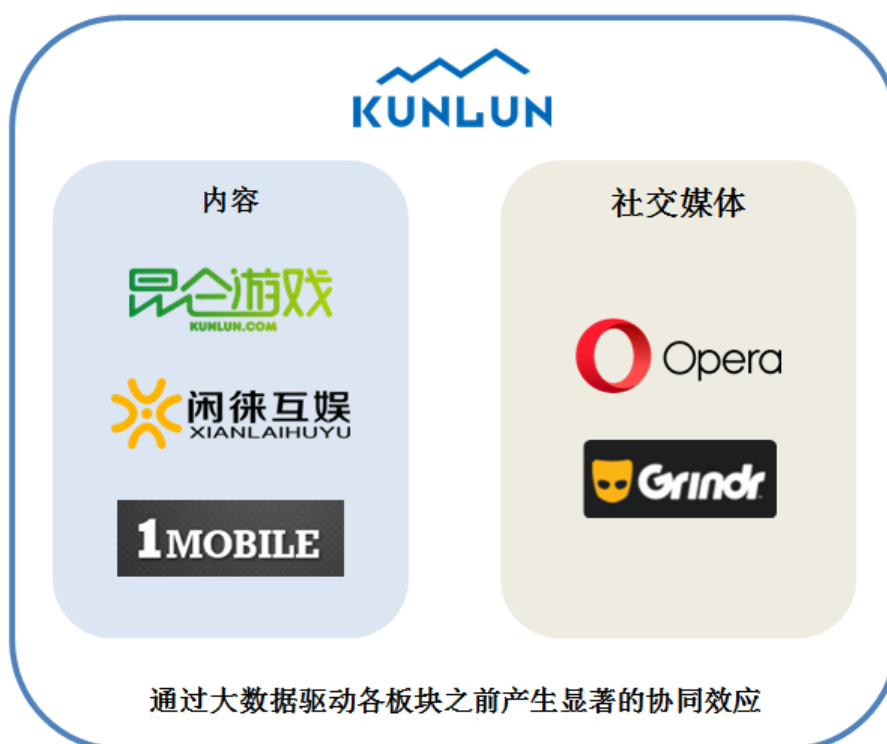 KUNLUN
内容
昆仑游戏
KUNLUN.COM
闲徕互娱
XIANLAIHUYU
1MOBILE
社交媒体
Opera
Grindr
通过大数据驱动各板块之前产生显著的协同效应